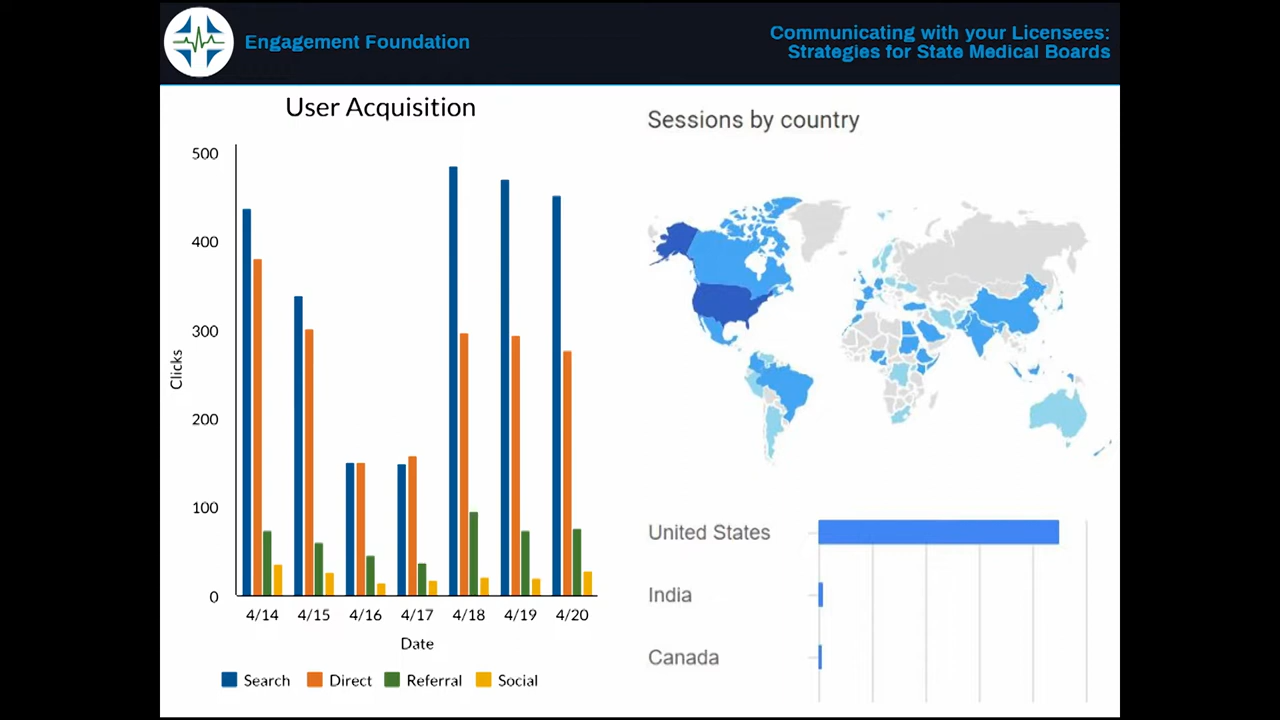 Engagement Foundation
Communicating with your Licensees:
Strategies for State Medical Boards
User Acquisition
500
400
300
200
100
0
Clicks
4/14 4/15 4/16 4/17 4/18 4/19 4/20
Date
Search Direct Referral Social
Sessions by country
United States
India
Canada